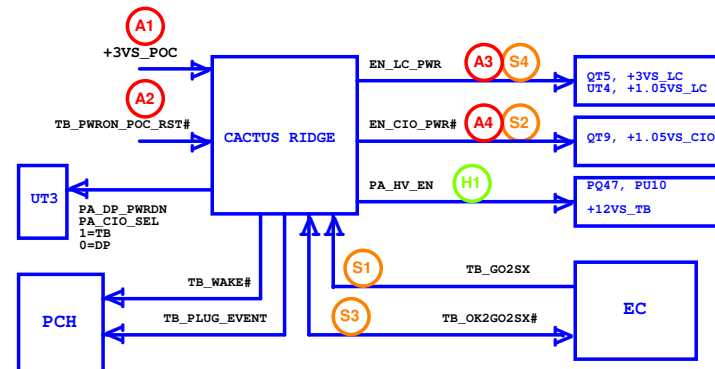 A1
+3VS_POC
EN_LC_PWR
A3
S4
QT5, +3VS_LC
UT4, +1.05VS_LC
A2
TB_PWRON_POC_RST#
CACTUS RIDGE
EN_CIO_PWR#
A4
S2
QT9, +1.05VS_CIO
UT3
PA_HV_EN
H1
PQ47, PU10
+12VS_TB
PA_DP_PWRDN
PA_CIO_SEL
1=TB
0=DP
S1
TB_GO2SX
TB_WAKE#
PCH
TB_PLUG_EVENT
S3
TB_OK2GO2SX#
EC